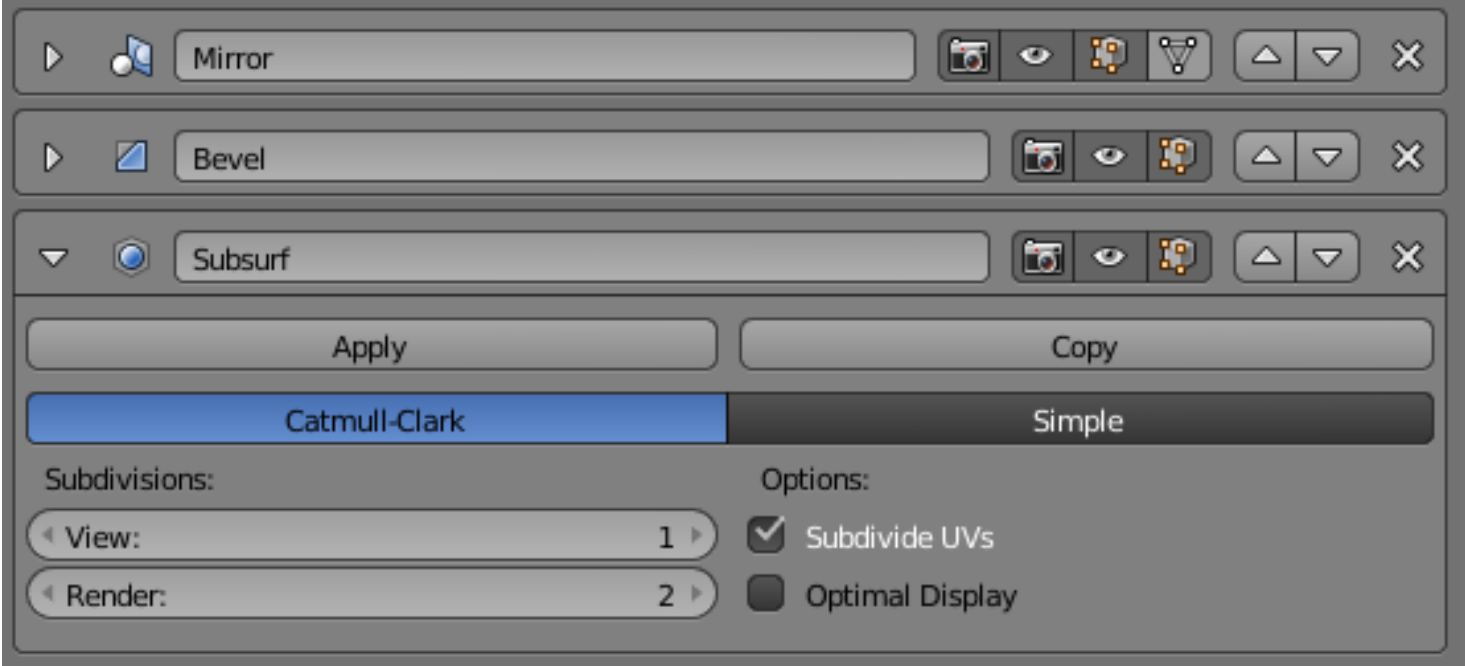 Mirror
Bevel
Subsurf
Apply Copy
Catmull-Clark Simple
Subdivisions: Options:
View: 1 Subdivide UVs
Render: 2 Optimal Display